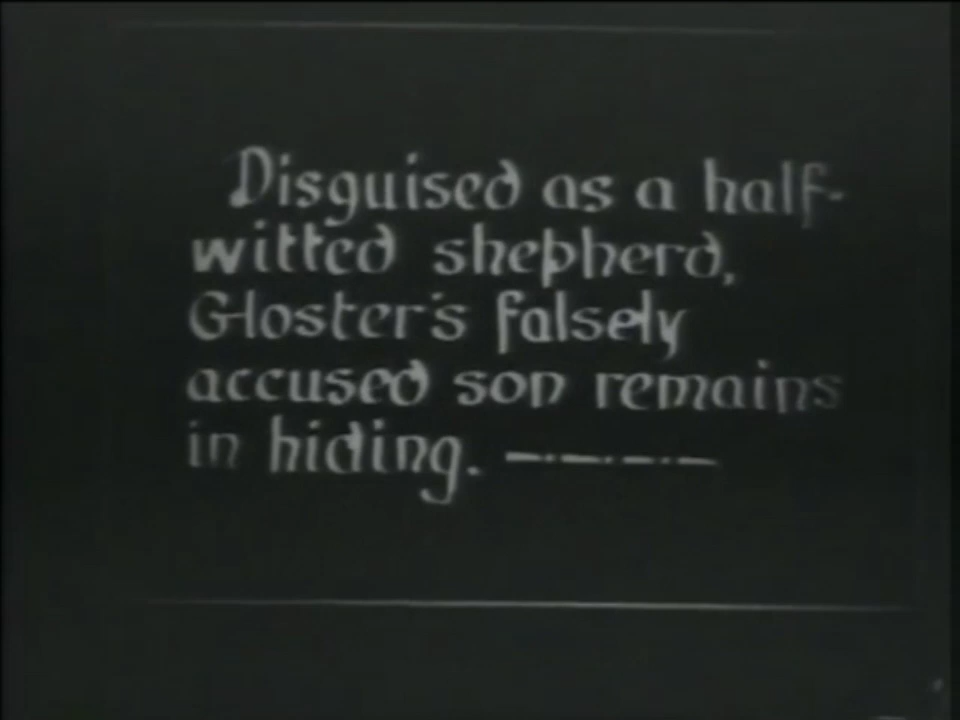 Disguised as a half-
witted shepherd,
Gloster's falsely
accused son remains
in hiding. —·—·—·—